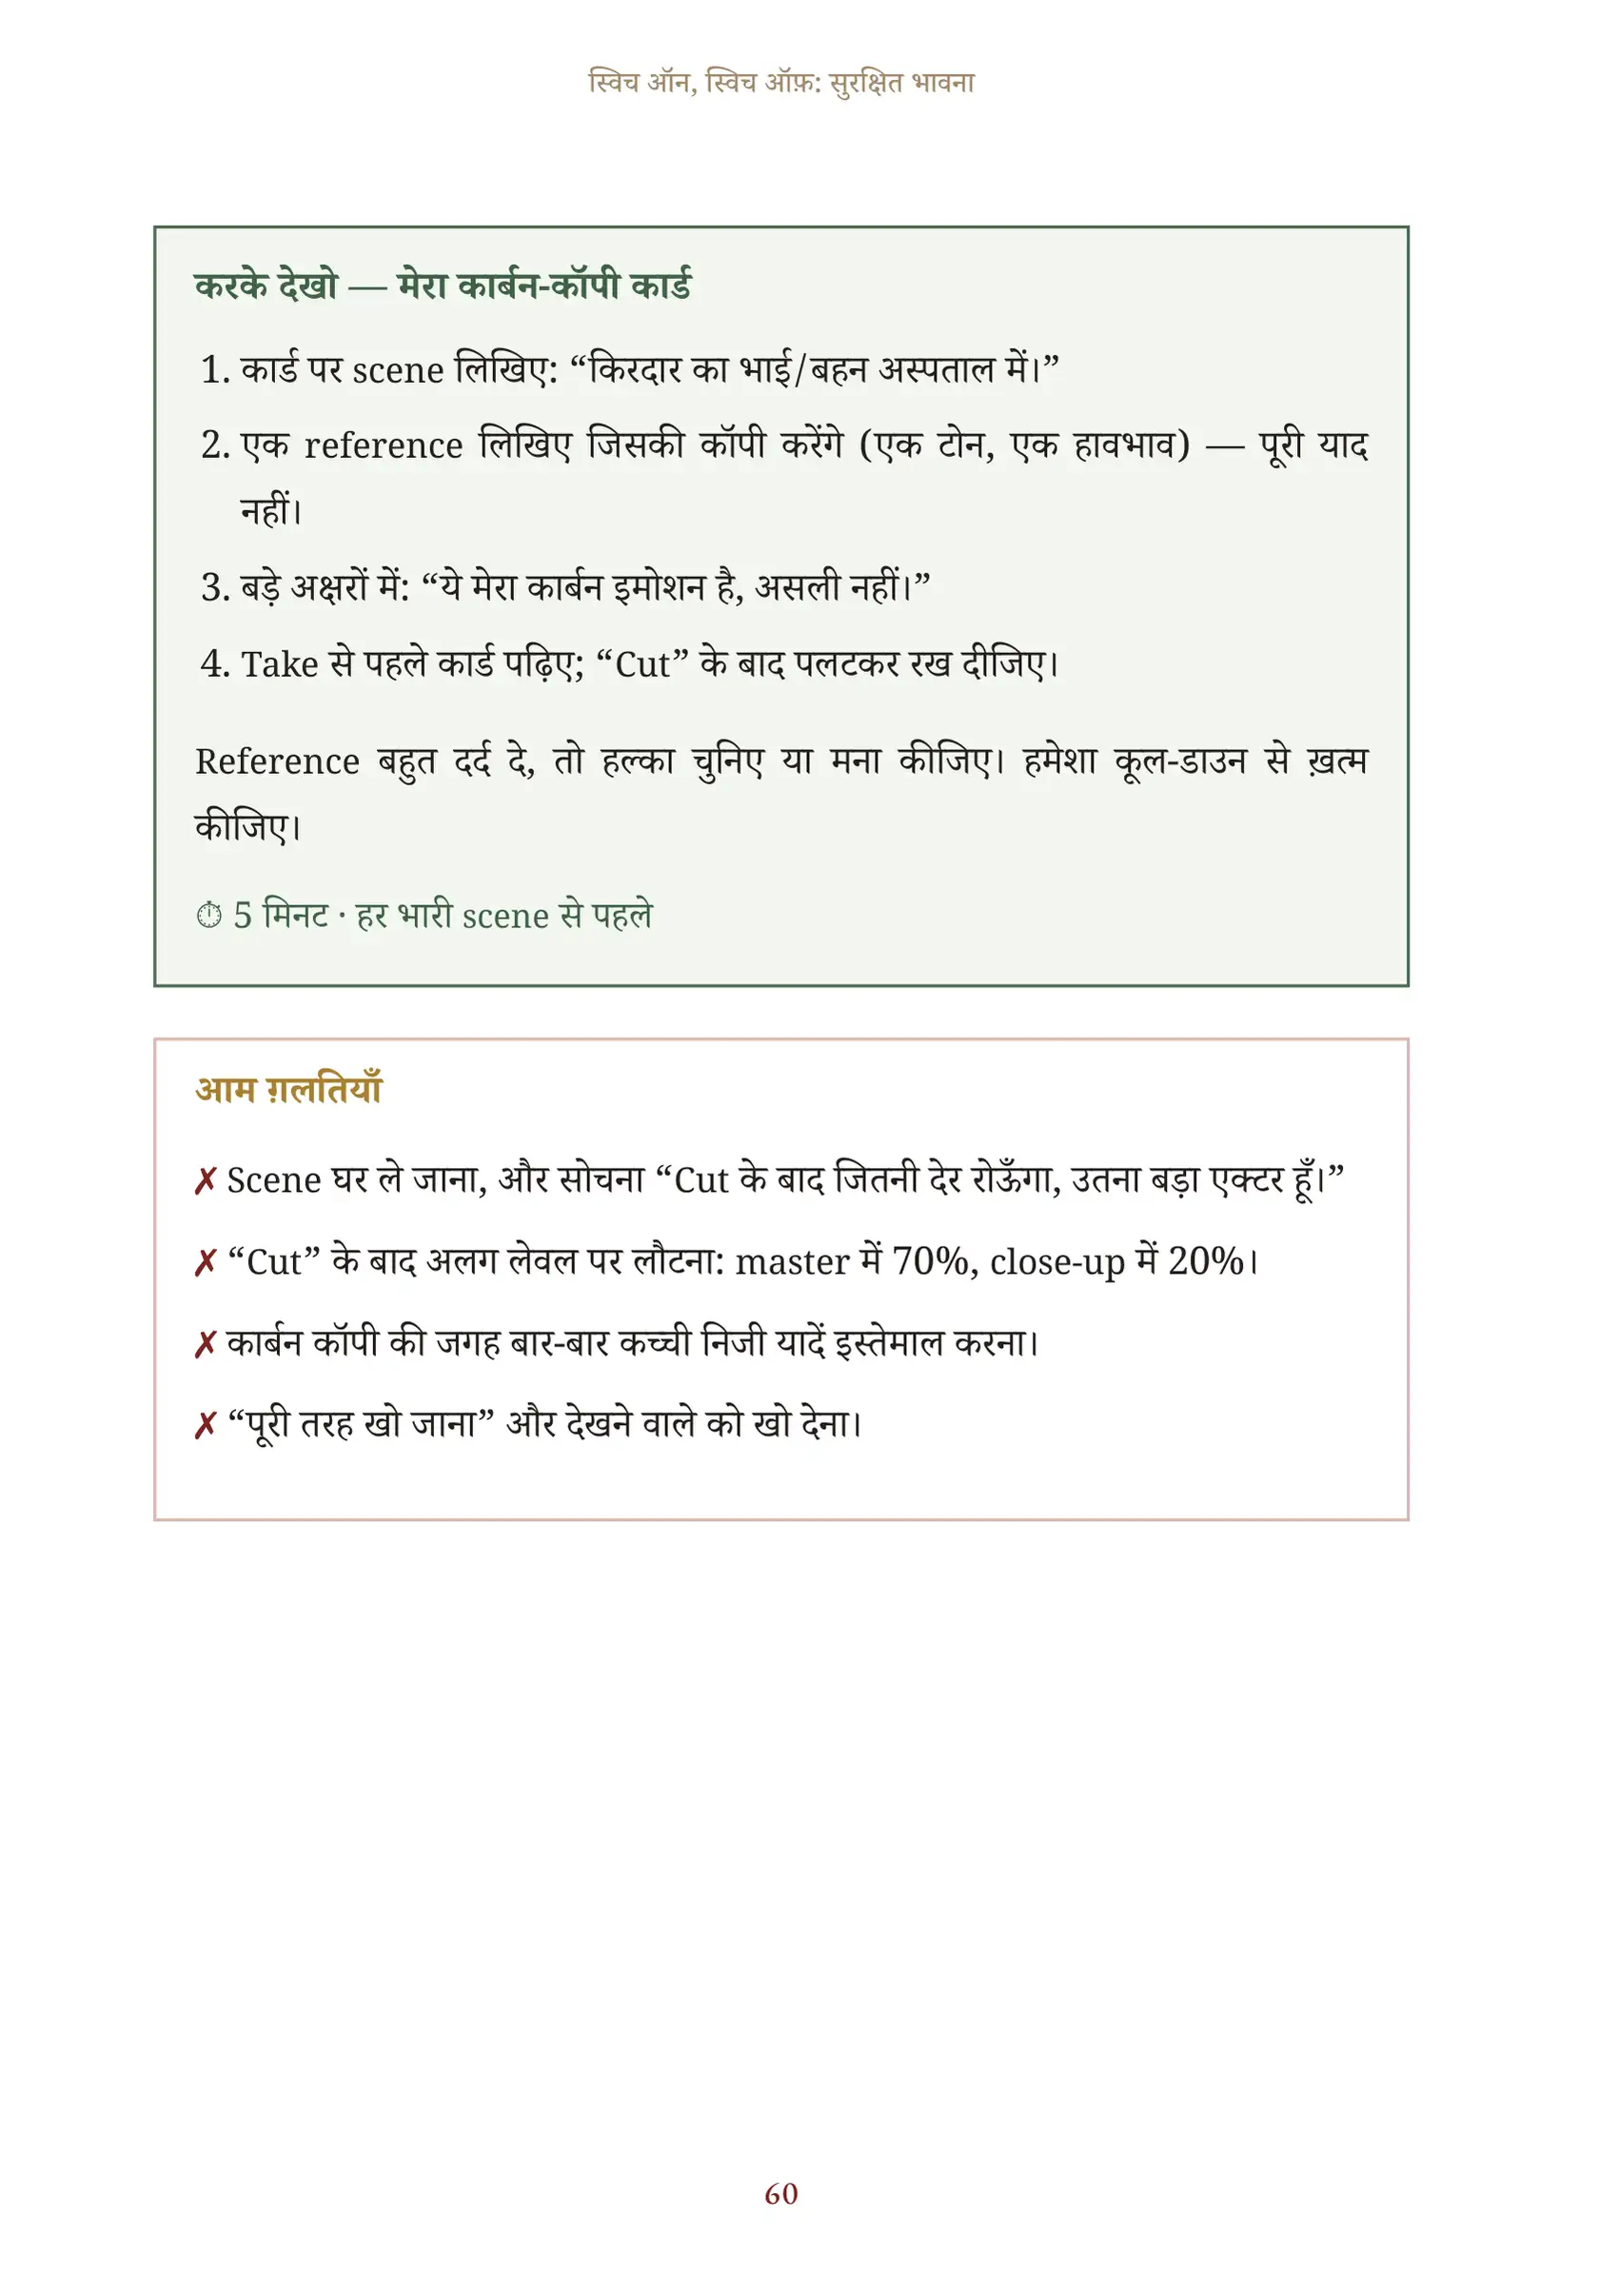 स्विच ऑन, स्विच ऑफ़: सुरक्षित भावना
करके देखो — मेरा कार्बन-कॉपी कार्ड
1. कार्ड पर scene लिखिए: “किरदार का भाई/बहन अस्पताल में।”
2. एक reference लिखिए जिसकी कॉपी करेंगे (एक टोन, एक हावभाव) — पूरी याद
नहीं।
3. बड़े अक्षरों में: “ये मेरा कार्बन इमोशन है, असली नहीं।”
4. Take से पहले कार्ड पढ़िए; “Cut” के बाद पलटकर रख दीजिए।
Reference बहुत दर्द दे, तो हल्का चुनिए या मना कीजिए। हमेशा कूल-डाउन से ख़त्म
कीजिए।
⏱ 5 मिनट · हर भारी scene से पहले
आम ग़लतियाँ
✗ Scene घर ले जाना, और सोचना “Cut के बाद जितनी देर रोऊँगा, उतना बड़ा एक्टर हूँ।”
✗ “Cut” के बाद अलग लेवल पर लौटना: master में 70%, close-up में 20%।
✗ कार्बन कॉपी की जगह बार-बार कच्ची निजी यादें इस्तेमाल करना।
✗ “पूरी तरह खो जाना” और देखने वाले को खो देना।
60